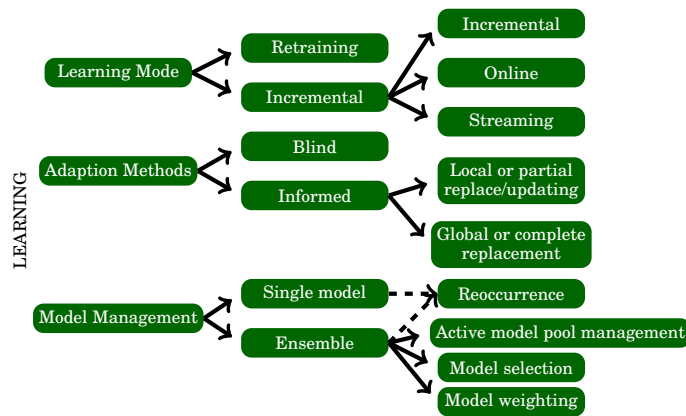 LEARNING
Learning Mode
Retraining
Incremental
Incremental
Online
Streaming
Adaption Methods
Blind
Informed
Local or partial
replace/updating
Global or complete
replacement
Model Management
Single model
Ensemble
Reoccurrence
Active model pool management
Model selection
Model weighting